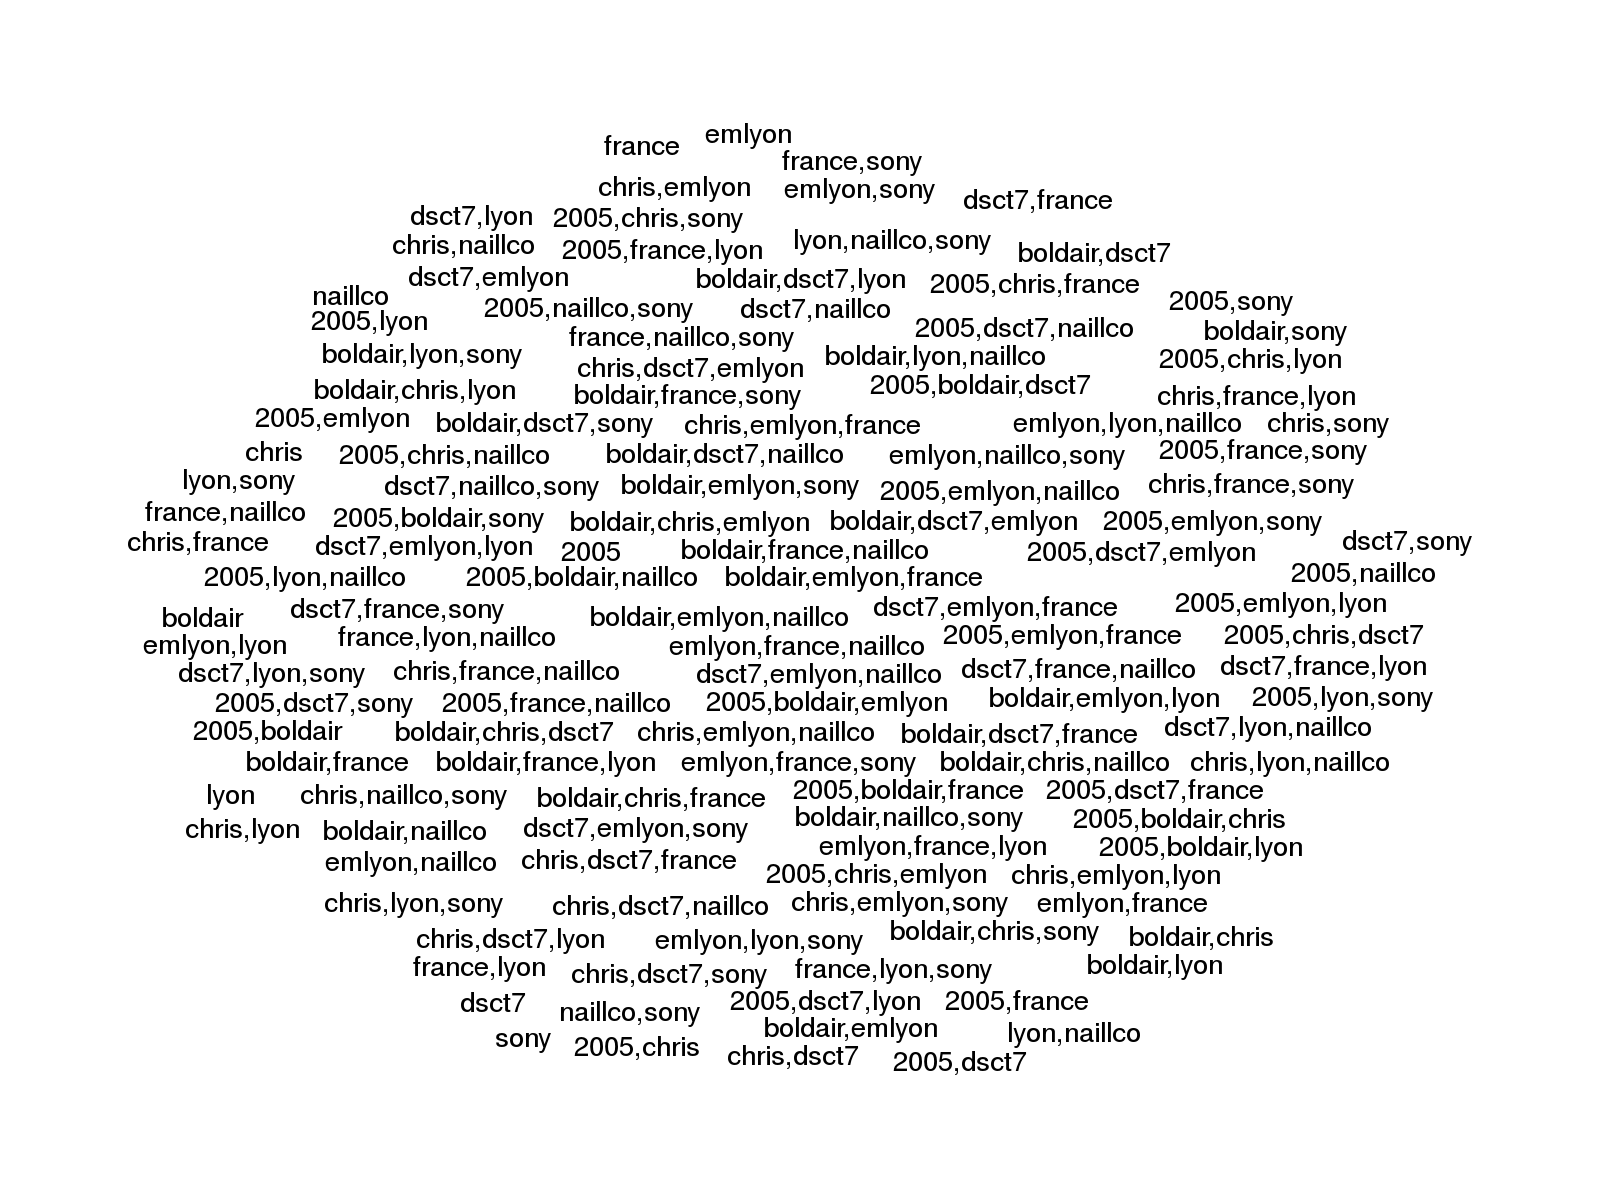 emlyon
france
france,sony
chris,emlyon emlyon,sony
dsct7,france
dsct7,lyon 2005,chris,sony
chris,naillco 2005,france,lyon lyon,naillco,sony
boldair,dsct7
dsct7,emlyon boldair,dsct7,lyon 2005,chris,france
naillco 2005,naillco,sony dsct7,naillco 2005,sony
2005,lyon 2005,dsct7,naillco boldair,sony
france,naillco,sony
boldair,lyon,sony boldair,lyon,naillco 2005,chris,lyon
chris,dsct7,emlyon
boldair,chris,lyon boldair,france,sony 2005,boldair,dsct7 chris,france,lyon
2005,emlyon boldair,dsct7,sony chris,emlyon,france emlyon,lyon,naillco chris,sony
chris 2005,chris,naillco boldair,dsct7,naillco emlyon,naillco,sony 2005,france,sony
lyon,sony dsct7,naillco,sony boldair,emlyon,sony 2005,emlyon,naillco chris,france,sony
france,naillco 2005,boldair,sony boldair,chris,emlyon boldair,dsct7,emlyon 2005,emlyon,sony
chris,france dsct7,emlyon,lyon 2005 boldair,france,naillco 2005,dsct7,emlyon dsct7,sony
2005,lyon,naillco 2005,boldair,naillco boldair,emlyon,france 2005,naillco
boldair dsct7,france,sony boldair,emlyon,naillco dsct7,emlyon,france 2005,emlyon,lyon
emlyon,lyon france,lyon,naillco emlyon,france,naillco 2005,emlyon,france 2005,chris,dsct7
dsct7,lyon,sony chris,france,naillco dsct7,emlyon,naillco dsct7,france,naillco dsct7,france,lyon
2005,dsct7,sony 2005,france,naillco 2005,boldair,emlyon boldair,emlyon,lyon 2005,lyon,sony
2005,boldair boldair,chris,dsct7 chris,emlyon,naillco boldair,dsct7,france dsct7,lyon,naillco
boldair,france boldair,france,lyon emlyon,france,sony boldair,chris,naillco chris,lyon,naillco
lyon chris,naillco,sony boldair,chris,france 2005,boldair,france 2005,dsct7,france
chris,lyon boldair,naillco dsct7,emlyon,sony boldair,naillco,sony 2005,boldair,chris
emlyon,naillco chris,dsct7,france emlyon,france,lyon 2005,boldair,lyon
2005,chris,emlyon chris,emlyon,lyon
chris,lyon,sony chris,dsct7,naillco chris,emlyon,sony emlyon,france
chris,dsct7,lyon emlyon,lyon,sony boldair,chris,sony boldair,chris
france,lyon chris,dsct7,sony france,lyon,sony boldair,lyon
dsct7 naillco,sony 2005,dsct7,lyon 2005,france
sony 2005,chris boldair,emlyon lyon,naillco
chris,dsct7 2005,dsct7